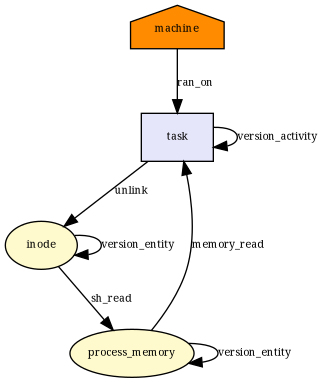 machine
ran_on
task
version_activity
unlink
inode
version_entity
memory_read
sh_read
process_memory
version_entity